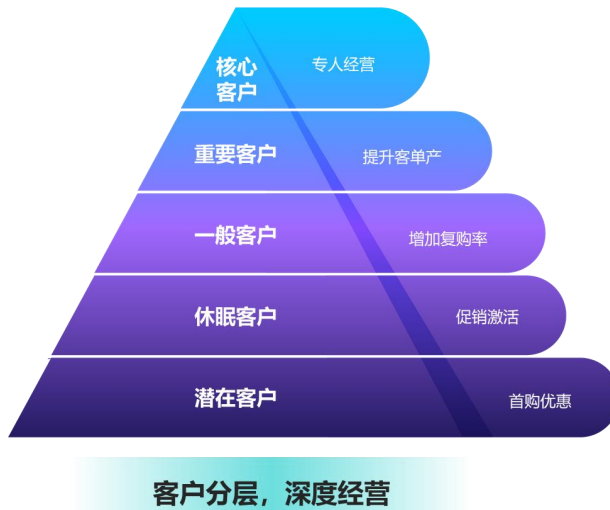 核心
客户
专人经营
重要客户
提升客单产
一般客户
增加复购率
休眠客户
促销激活
潜在客户
首购优惠
客户分层，深度经营